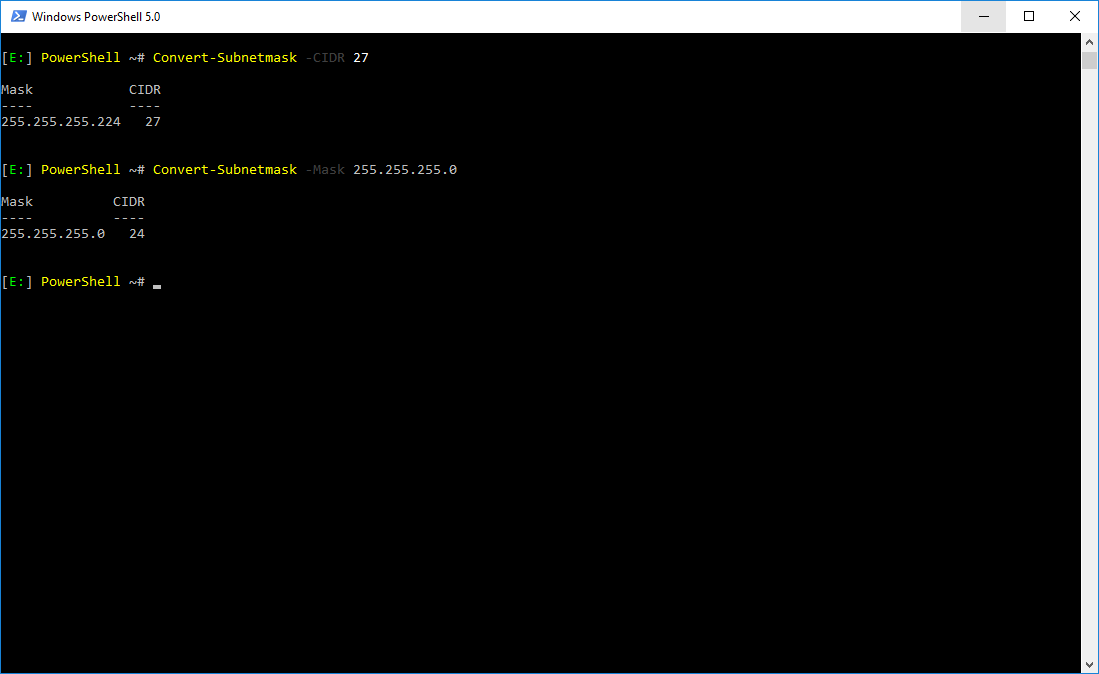 Windows PowerShell 5.0
[E:] PowerShell ~# Convert-Subnetmask -CIDR 27
Mask            CIDR
----            ----
255.255.255.224   27
[E:] PowerShell ~# Convert-Subnetmask -Mask 255.255.255.0
Mask          CIDR
----          ----
255.255.255.0   24
[E:] PowerShell ~#